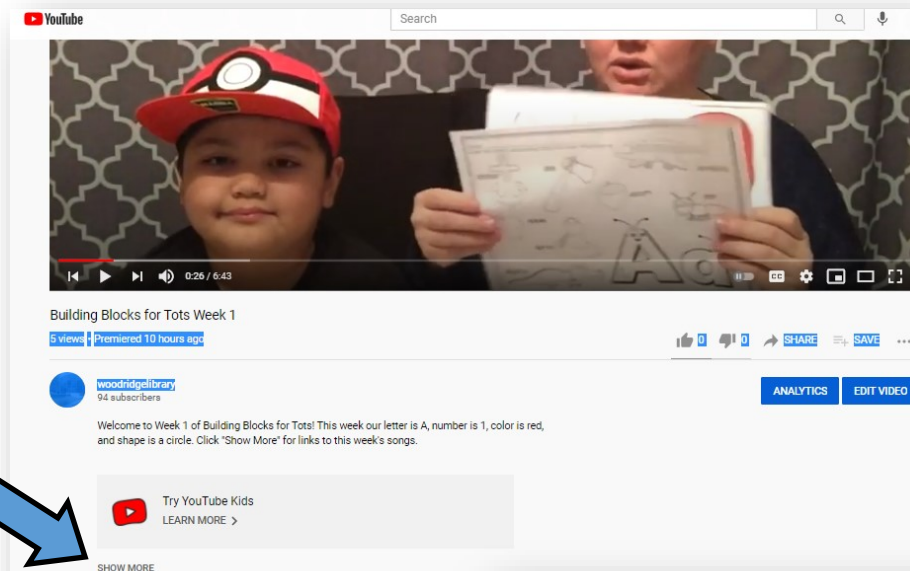 YouTube
Search
0:26 / 6:43
CC
Aa
Building Blocks for Tots Week 1
5 views • Premiered 10 hours ago
0 0 SHARE SAVE ...
woodridgelibrary
94 subscribers
ANALYTICS EDIT VIDEO
Welcome to Week 1 of Building Blocks for Tots! This week our letter is A, number is 1, color is red,
and shape is a circle. Click "Show More" for links to this week's songs.
Try YouTube Kids
LEARN MORE >
SHOW MORE